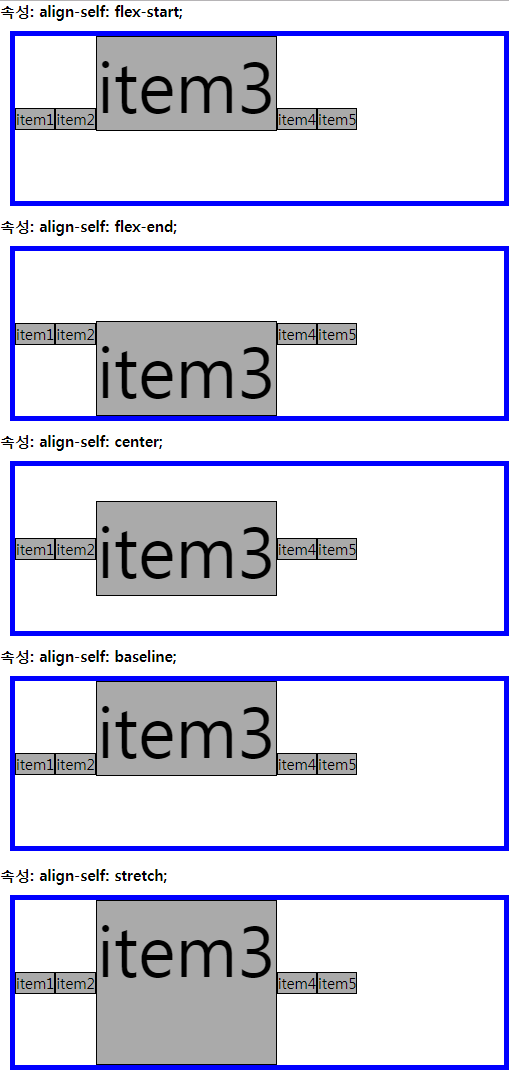 속성: align-self: flex-start;
item1 item2 item3 item4 item5
속성: align-self: flex-end;
item1 item2 item3 item4 item5
속성: align-self: center;
item1 item2 item3 item4 item5
속성: align-self: baseline;
item1 item2 item3 item4 item5
속성: align-self: stretch;
item1 item2 item3 item4 item5